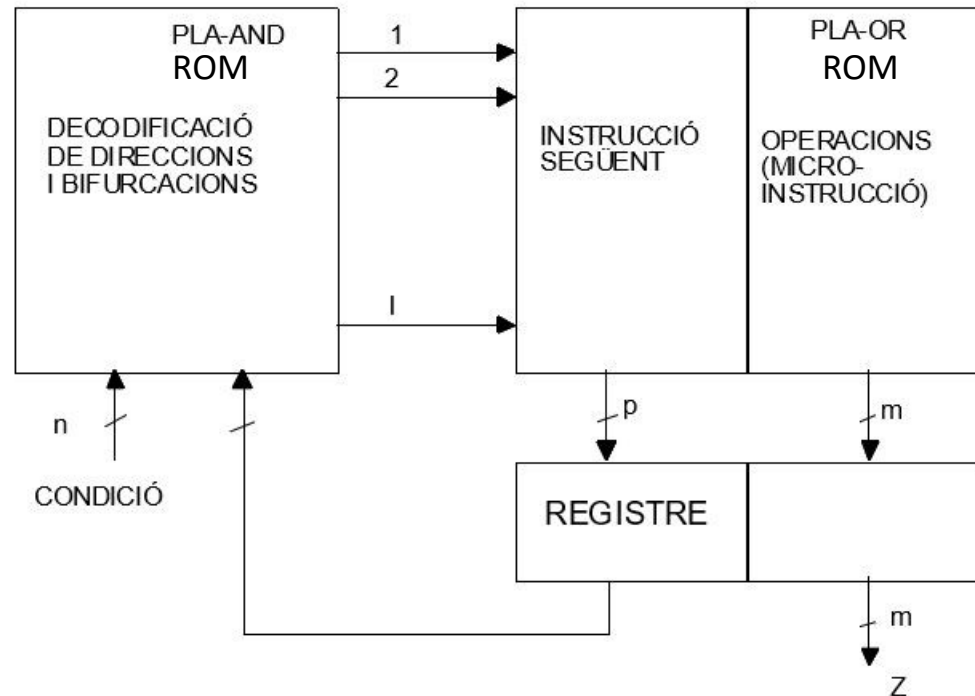 PLA-AND
ROM
DECODIFICACIÓ
DE DIRECCIONS
I BIFURCACIONS
1
2
l
INSTRUCCIÓ
SEGÜENT
PLA-OR
ROM
OPERACIONS
(MICRO-
INSTRUCCIÓ)
n
CONDICIÓ
p
m
REGISTRE
m
Z